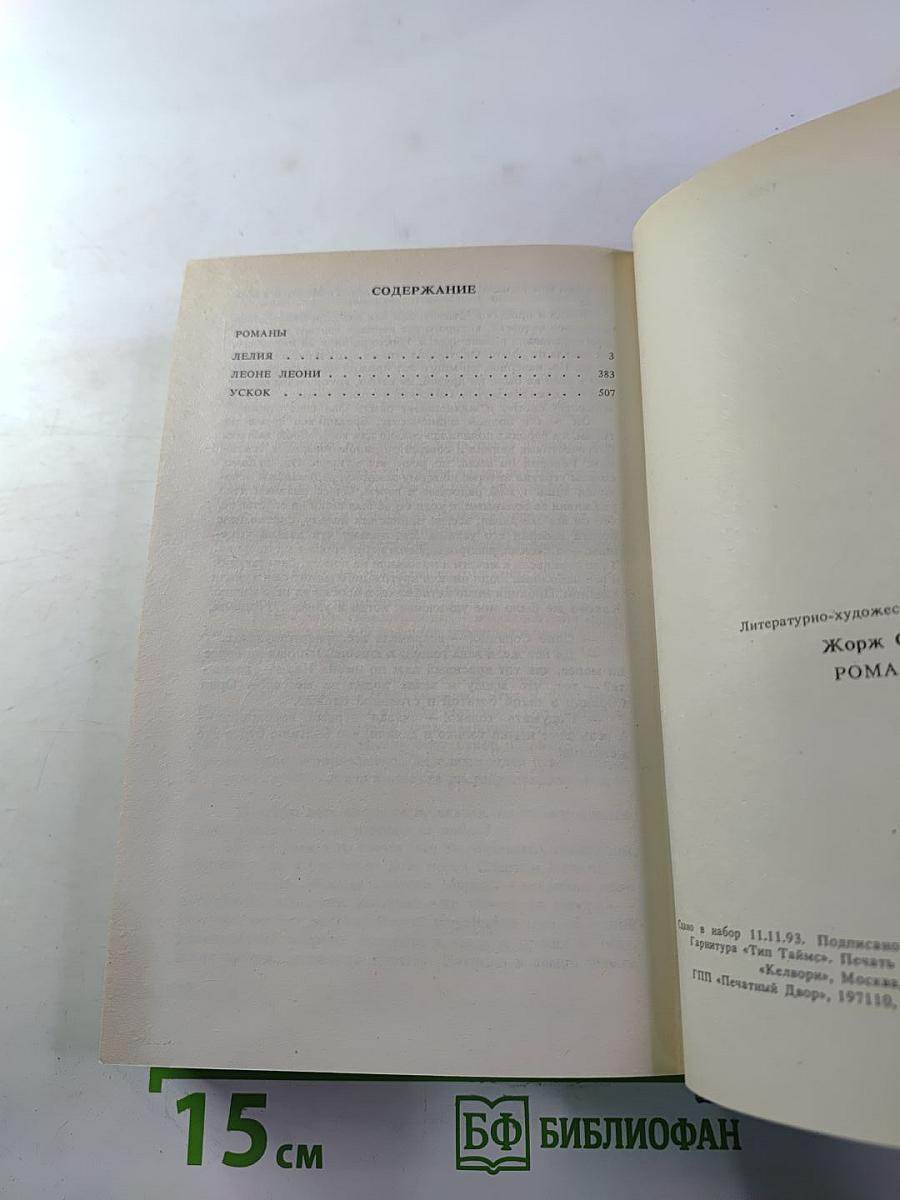 СОДЕРЖАНИЕ
РОМАНЫ
ЛЕЛИЯ . . . . . . . . . . . . . . . . . . . . . 3
ЛЕОНЕ ЛЕОНИ . . . . . . . . . . . . . . . . . . 383
УСКОК . . . . . . . . . . . . . . . . . . . . . 507
Литературно-художес
Жорж С
РОМА
Сдано в набор 11.11.93. Подписано
Гарнитура «Тип Таймс». Печать
«Келвори», Москва,
ГПП «Печатный Двор», 197110,
15 см
БФ БИБЛИОФАН